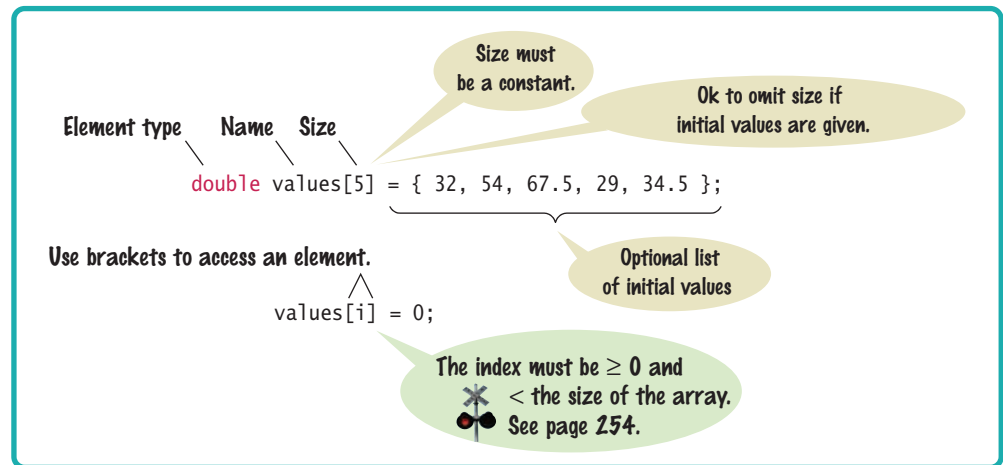 Size must
be a constant.
Ok to omit size if
initial values are given.
Element type Name Size
double values[5] = { 32, 54, 67.5, 29, 34.5 };
Use brackets to access an element.
Optional list
of initial values
values[i] = 0;
The index must be ≥ 0 and
< the size of the array.
See page 254.